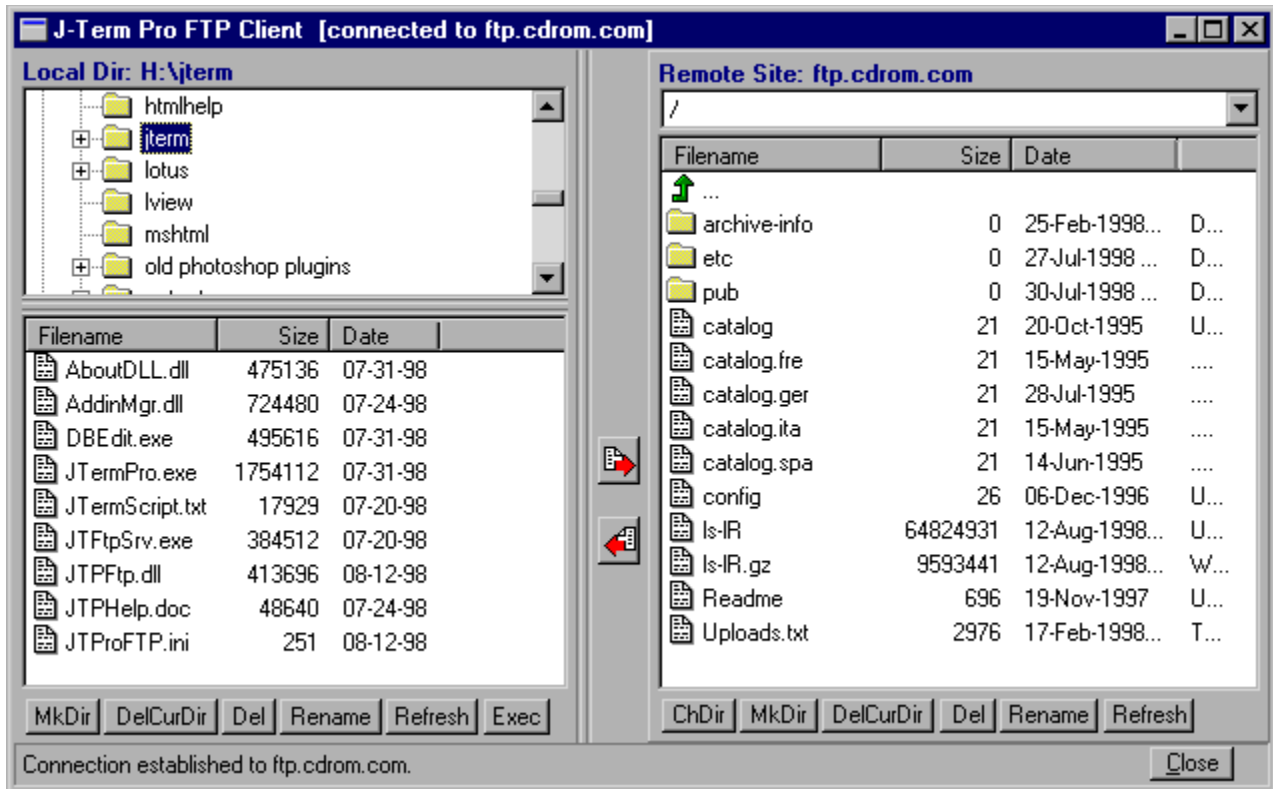 J-Term Pro FTP Client [connected to ftp.cdrom.com]
Local Dir: H:\jterm
htmlhelp
jterm
lotus
lview
mshtml
old photoshop plugins
Filename Size Date
AboutDLL.dll 475136 07-31-98
AddinMgr.dll 724480 07-24-98
DBEdit.exe 495616 07-31-98
JTermPro.exe 1754112 07-31-98
JTermScript.txt 17929 07-20-98
JTFtpSrv.exe 384512 07-20-98
JTPFtp.dll 413696 08-12-98
JTPHelp.doc 48640 07-24-98
JTProFTP.ini 251 08-12-98
MkDir DelCurDir Del Rename Refresh Exec
Remote Site: ftp.cdrom.com
/
Filename Size Date
...
archive-info 0 25-Feb-1998... D...
etc 0 27-Jul-1998 ... D...
pub 0 30-Jul-1998 ... D...
catalog 21 20-Oct-1995 U...
catalog.fre 21 15-May-1995 ....
catalog.ger 21 28-Jul-1995 ....
catalog.ita 21 15-May-1995 ....
catalog.spa 21 14-Jun-1995 ....
config 26 06-Dec-1996 U...
ls-lR 64824931 12-Aug-1998... U...
ls-lR.gz 9593441 12-Aug-1998... W...
Readme 696 19-Nov-1997 U...
Uploads.txt 2976 17-Feb-1998... T...
ChDir MkDir DelCurDir Del Rename Refresh
Connection established to ftp.cdrom.com.
Close